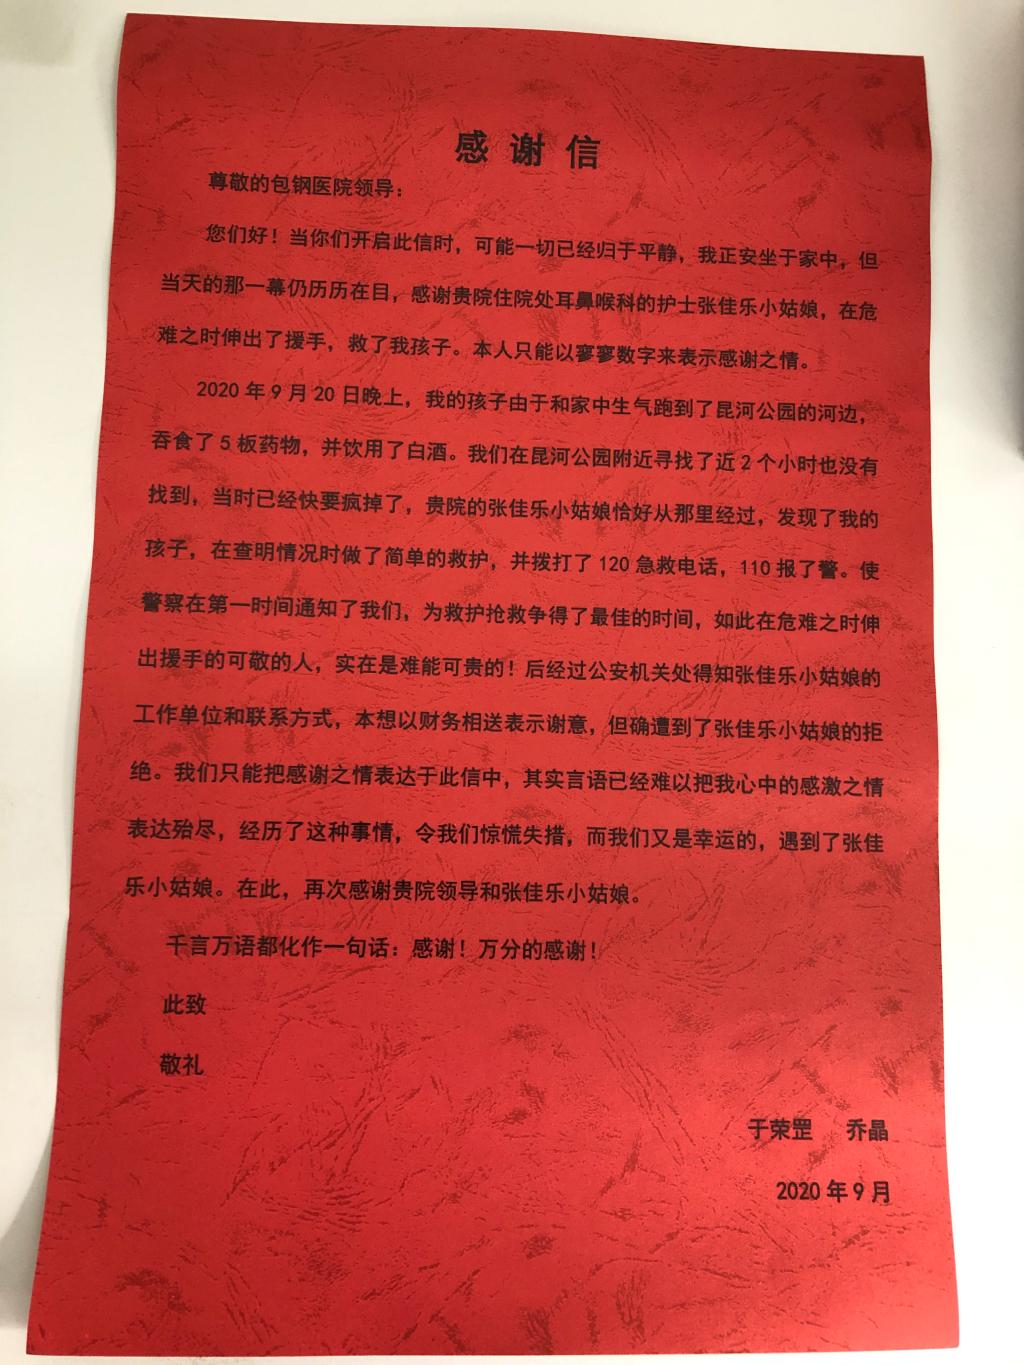 感谢信
尊敬的包钢医院领导：
您们好！当你们开启此信时，可能一切已经归于平静，我正安坐于家中，但
当天的那一幕仍历历在目，感谢贵院住院处耳鼻喉科的护士张佳乐小姑娘，在危
难之时伸出了援手，救了我孩子。本人只能以寥寥数字来表示感谢之情。
2020年9月20日晚上，我的孩子由于和家中生气跑到了昆河公园的河边，
吞食了5板药物，并饮用了白酒。我们在昆河公园附近寻找了近2个小时也没有
找到，当时已经快要疯掉了，贵院的张佳乐小姑娘恰好从那里经过，发现了我的
孩子，在查明情况时做了简单的救护，并拨打了120急救电话，110报了警。使
警察在第一时间通知了我们，为救护抢救争得了最佳的时间，如此在危难之时伸
出援手的可敬的人，实在是难能可贵的！后经过公安机关处得知张佳乐小姑娘的
工作单位和联系方式，本想以财务相送表示谢意，但确遭到了张佳乐小姑娘的拒
绝。我们只能把感谢之情表达于此信中，其实言语已经难以把我心中的感激之情
表达殆尽，经历了这种事情，令我们惊慌失措，而我们又是幸运的，遇到了张佳
乐小姑娘。在此，再次感谢贵院领导和张佳乐小姑娘。
千言万语都化作一句话：感谢！万分的感谢！
此致
敬礼
于荣罡 乔晶
2020年9月